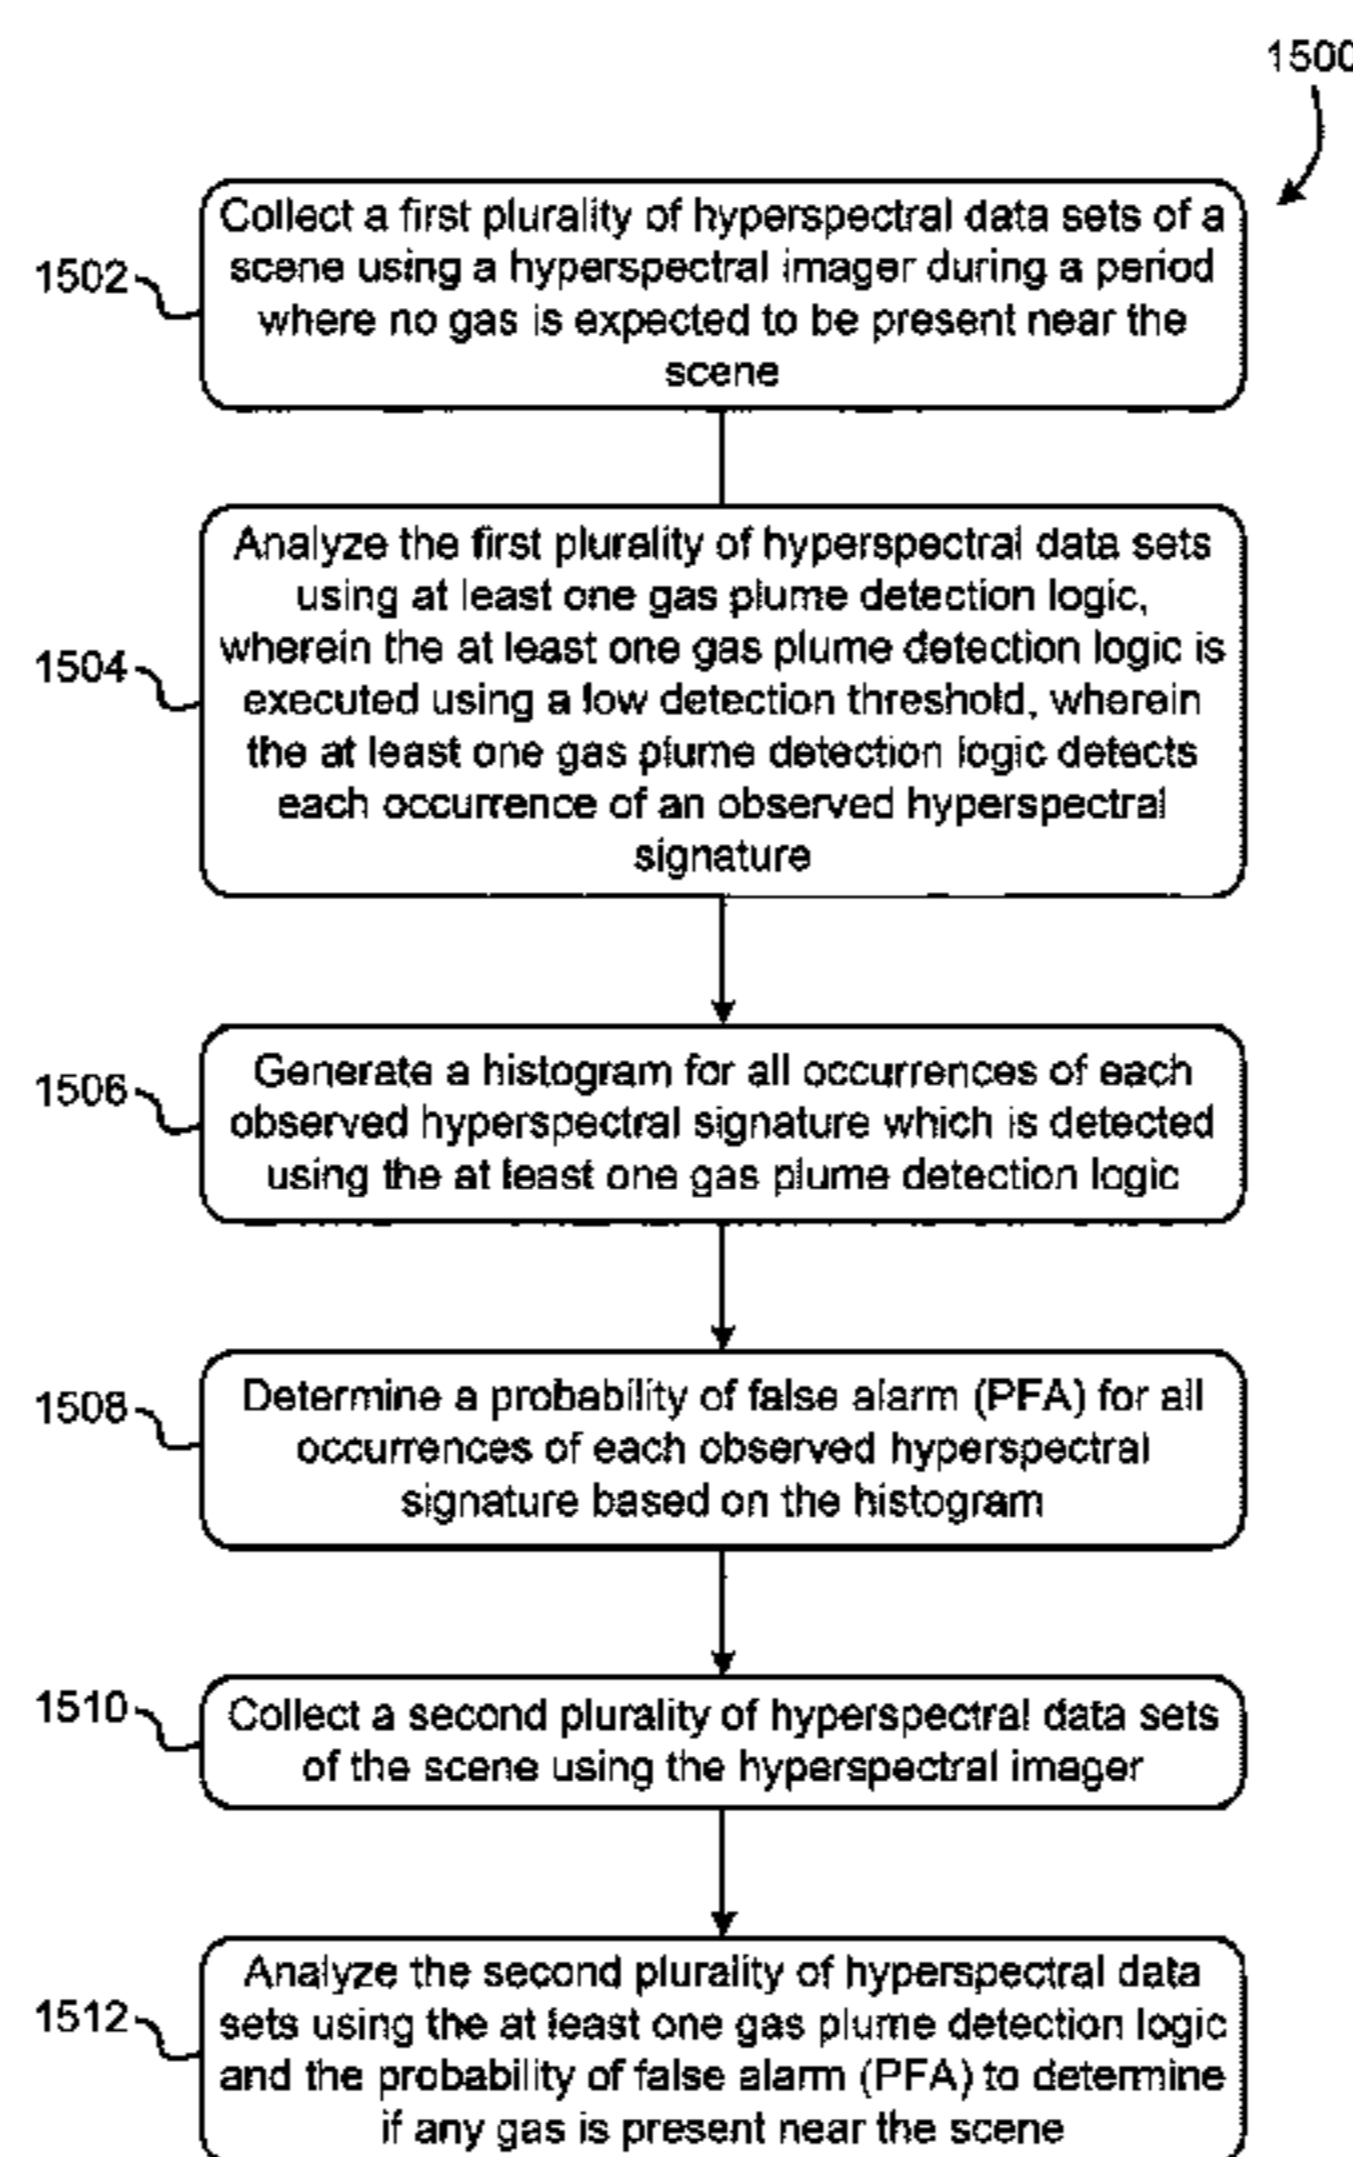 1500
Collect a first plurality of hyperspectral data sets of a
scene using a hyperspectral imager during a period
where no gas is expected to be present near the
scene
1502
Analyze the first plurality of hyperspectral data sets
using at least one gas plume detection logic,
wherein the at least one gas plume detection logic is
executed using a low detection threshold, wherein
the at least one gas plume detection logic detects
each occurrence of an observed hyperspectral
signature
1504
Generate a histogram for all occurrences of each
observed hyperspectral signature which is detected
using the at least one gas plume detection logic
1506
Determine a probability of false alarm (PFA) for all
occurrences of each observed hyperspectral
signature based on the histogram
1508
Collect a second plurality of hyperspectral data sets
of the scene using the hyperspectral imager
1510
Analyze the second plurality of hyperspectral data
sets using the at least one gas plume detection logic
and the probability of false alarm (PFA) to determine
if any gas is present near the scene
1512